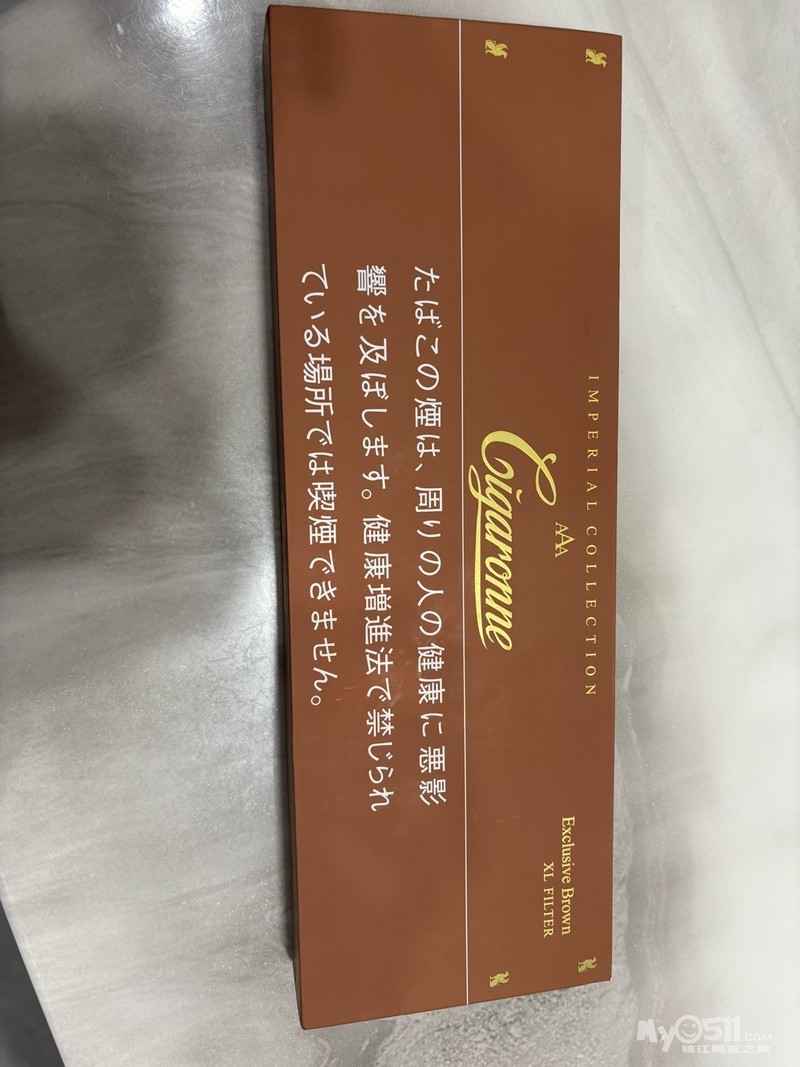 IMPERIAL COLLECTION
AAA
Cigaronne
Exclusive Brown
XL FILTER
たばこの煙は、周りの人の健康に悪影
響を及ぼします。健康増進法で禁じられ
ている場所では喫煙できません。
MyO511.COM
镇江网友之家